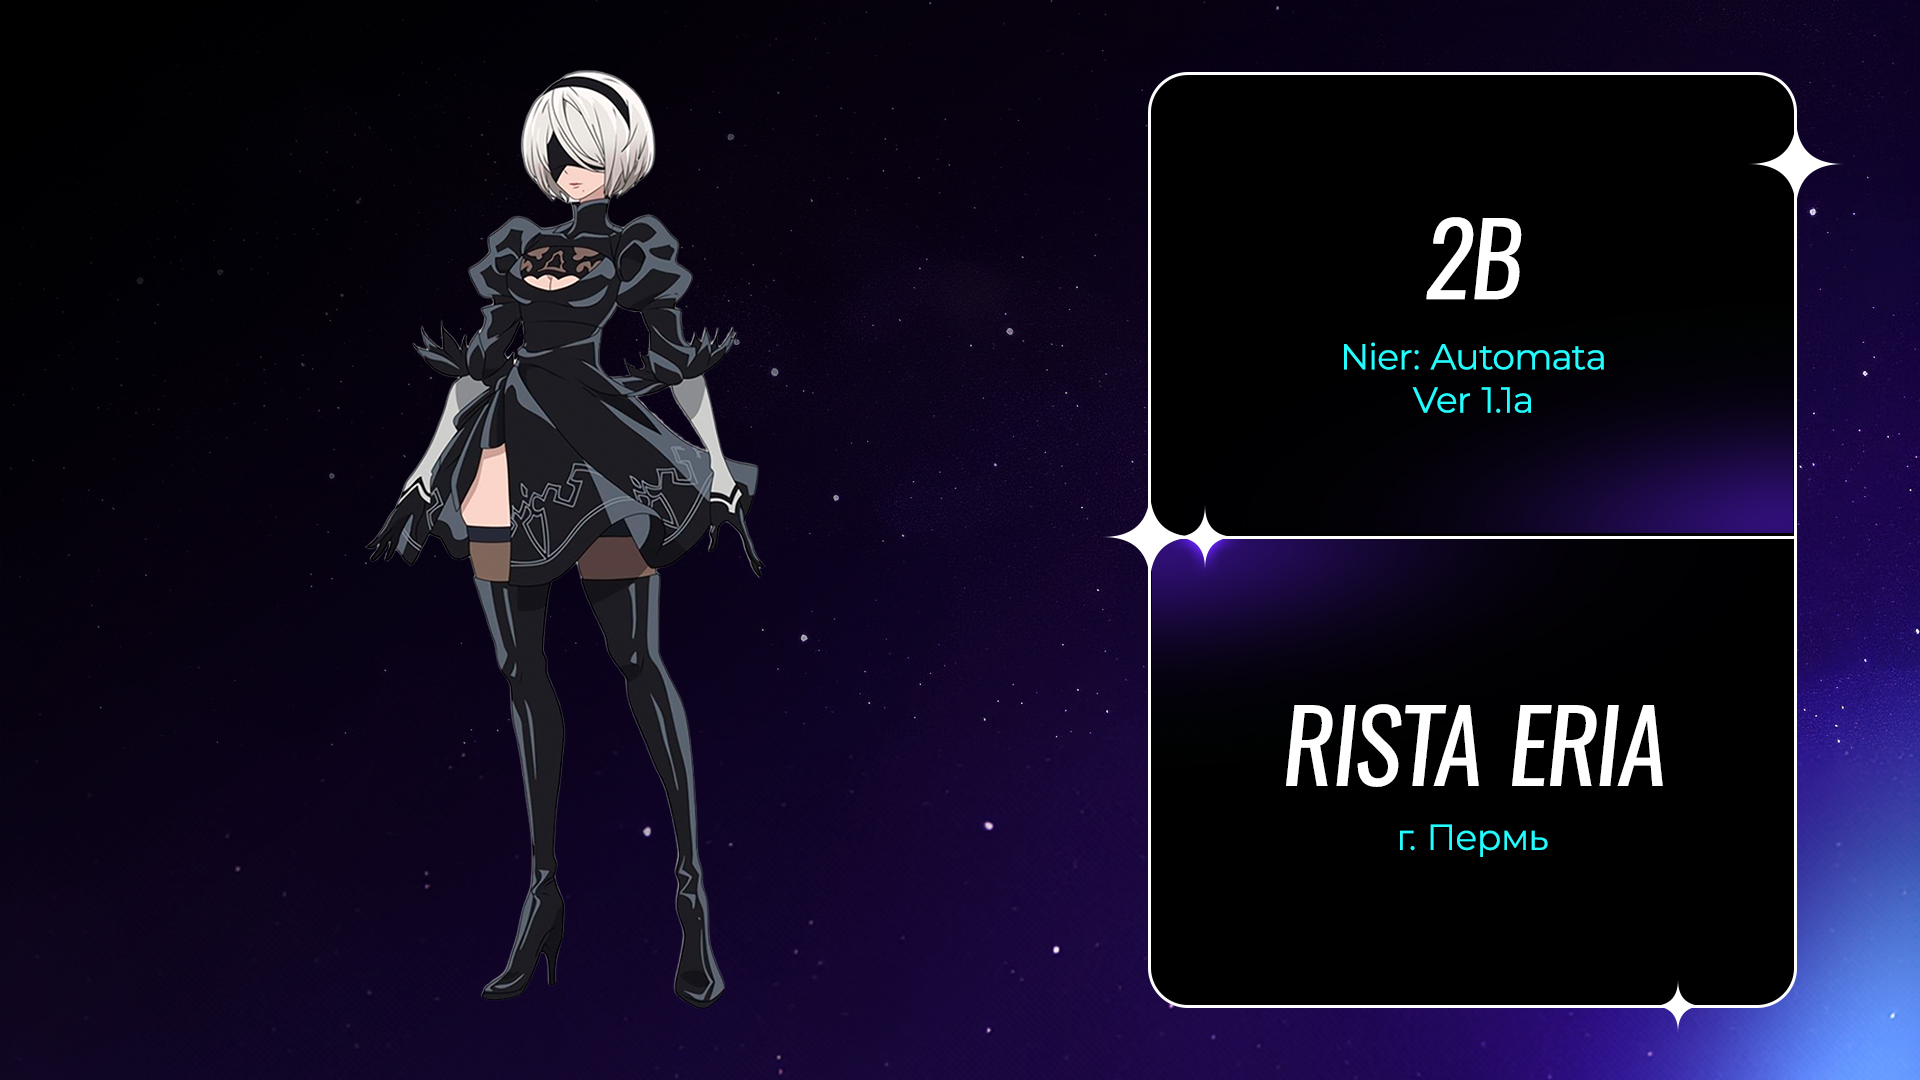 2B
Nier: Automata
Ver 1.1a
RISTA ERIA
г. Пермь